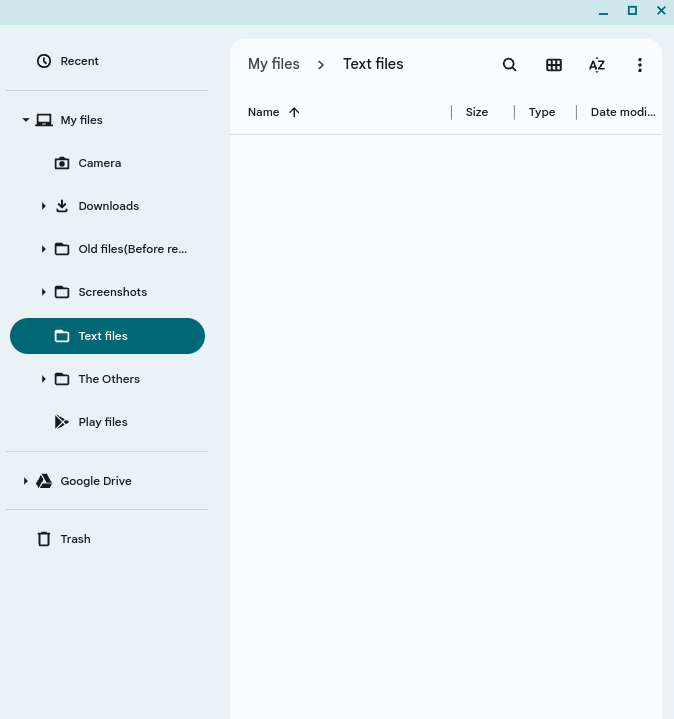 Recent
My files
Camera
Downloads
Old files(Before re...
Screenshots
Text files
The Others
Play files
Google Drive
Trash
My files > Text files
AZ
Name Size Type Date modi...